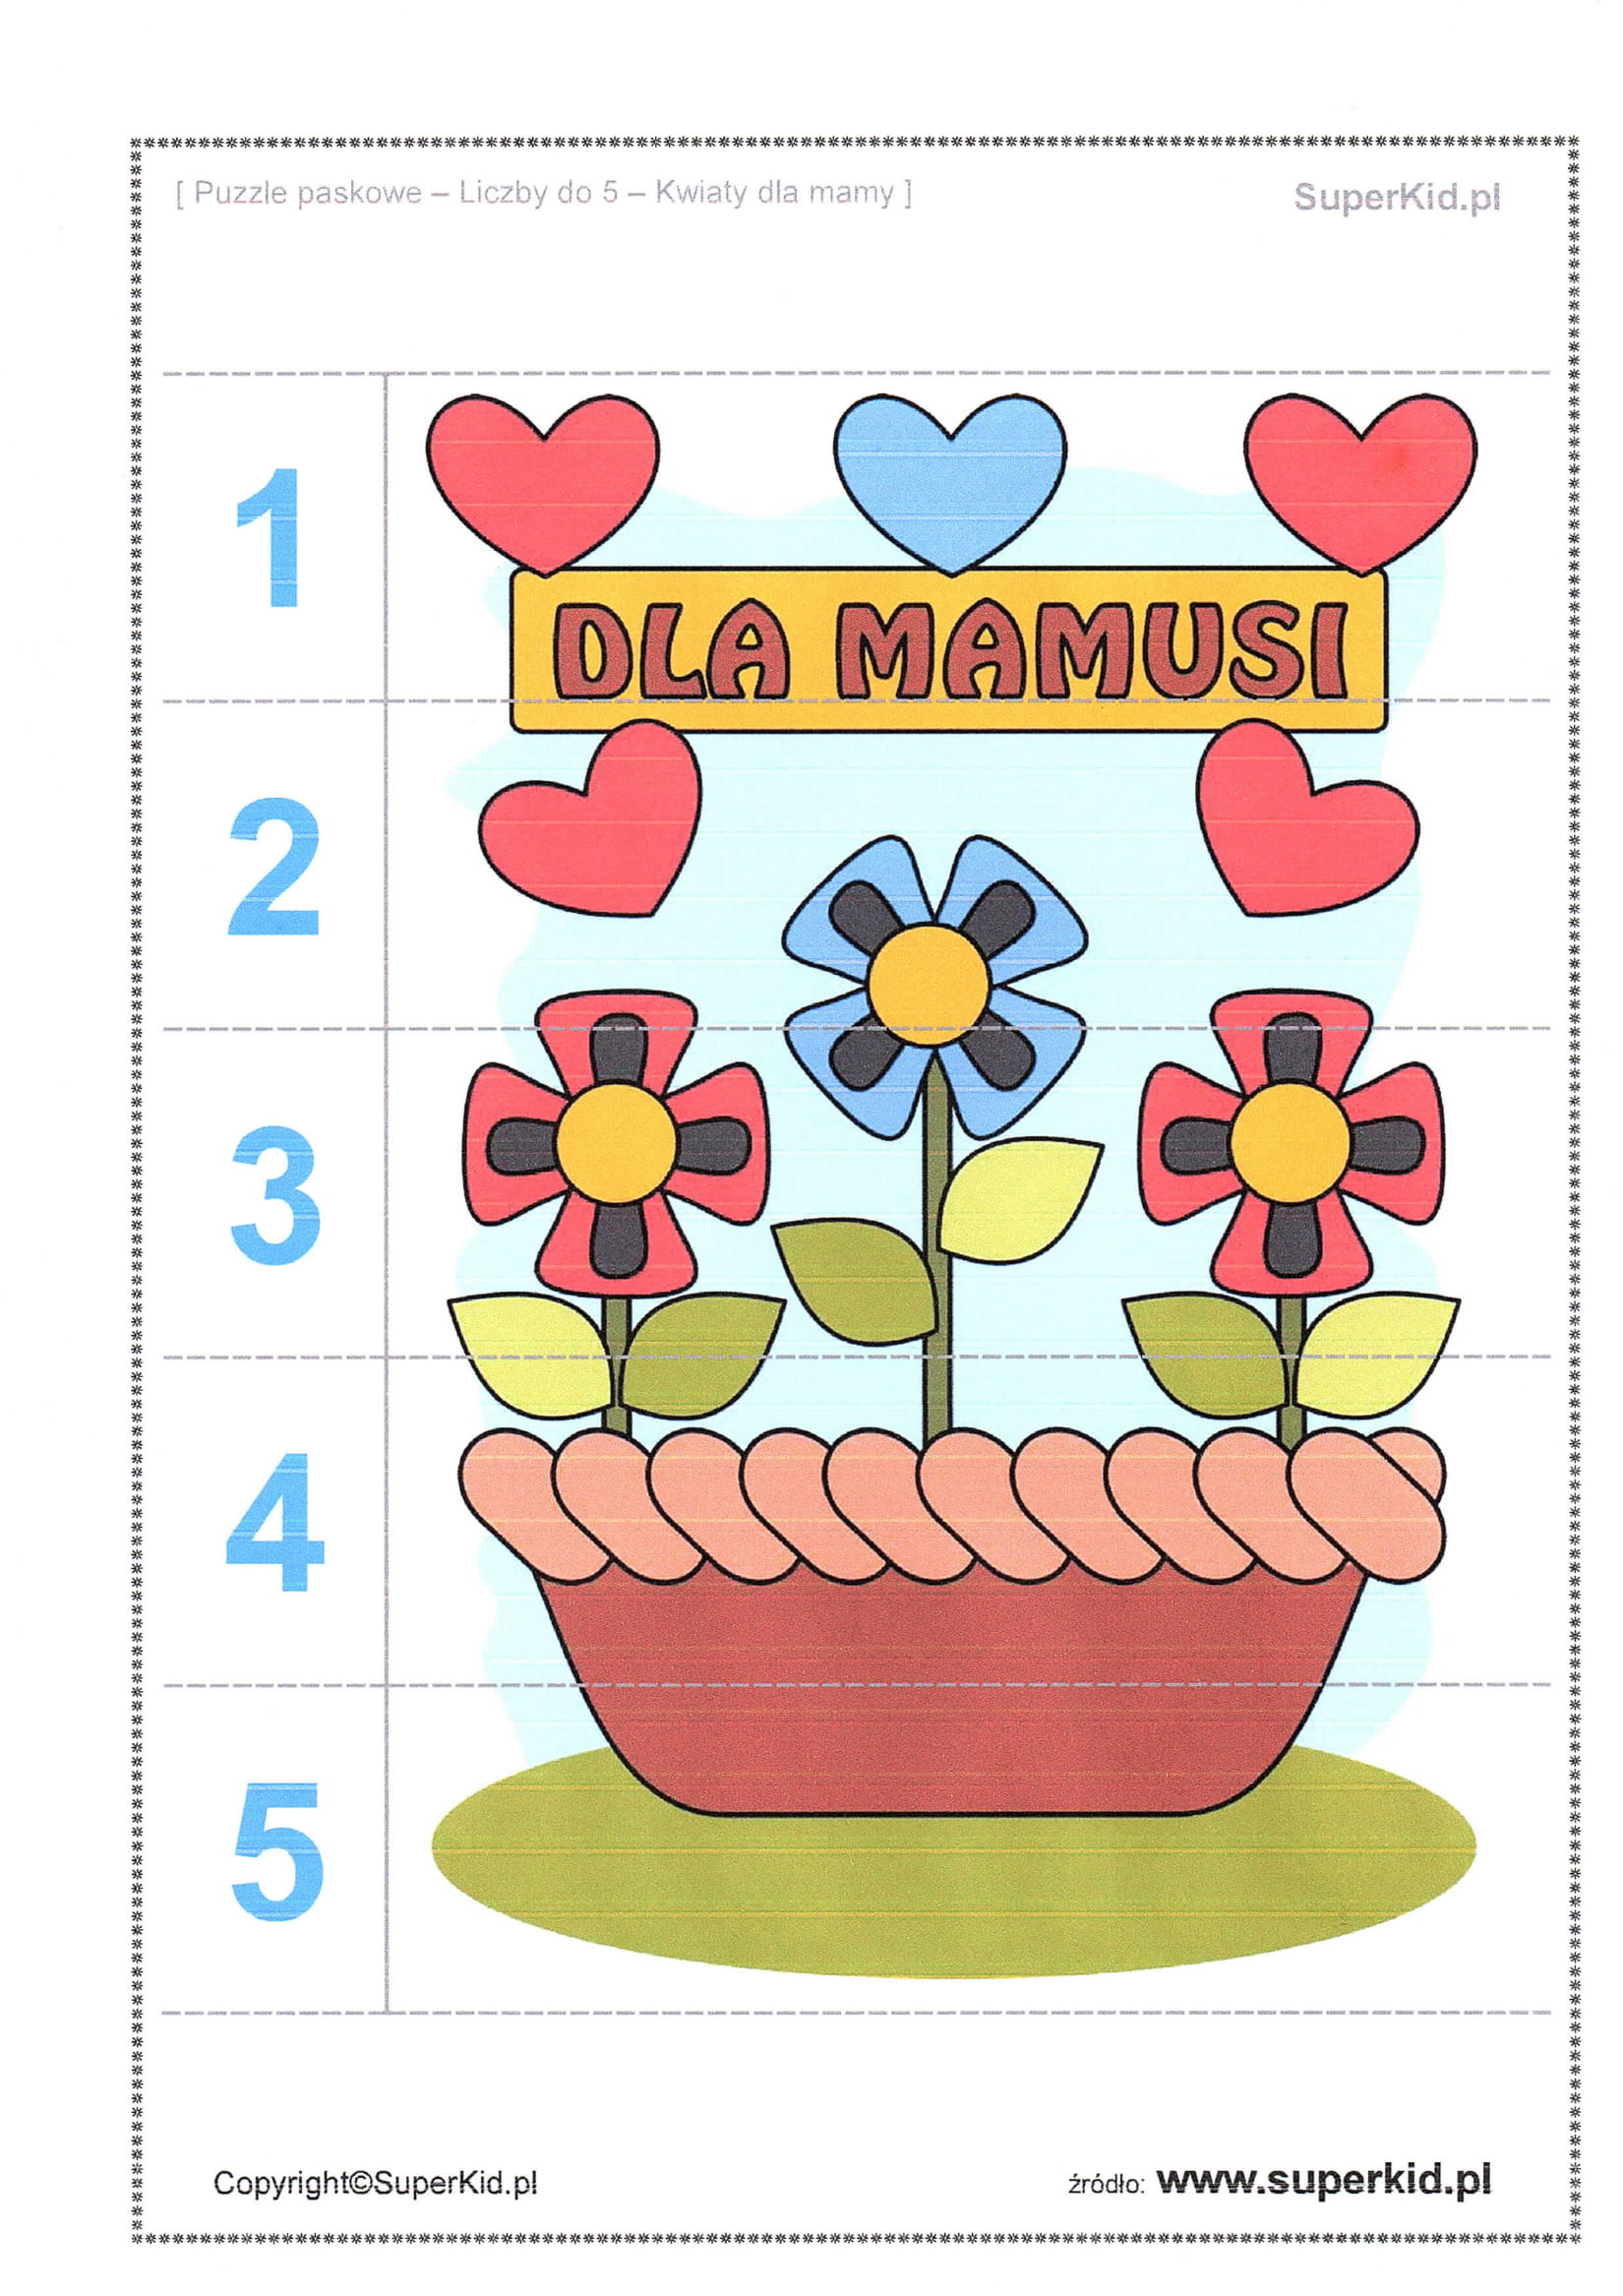 [ Puzzle paskowe – Liczby do 5 – Kwiaty dla mamy ]
SuperKid.pl
1
DLA MAMUSI
2
3
4
5
Copyright©SuperKid.pl
źródło: www.superkid.pl